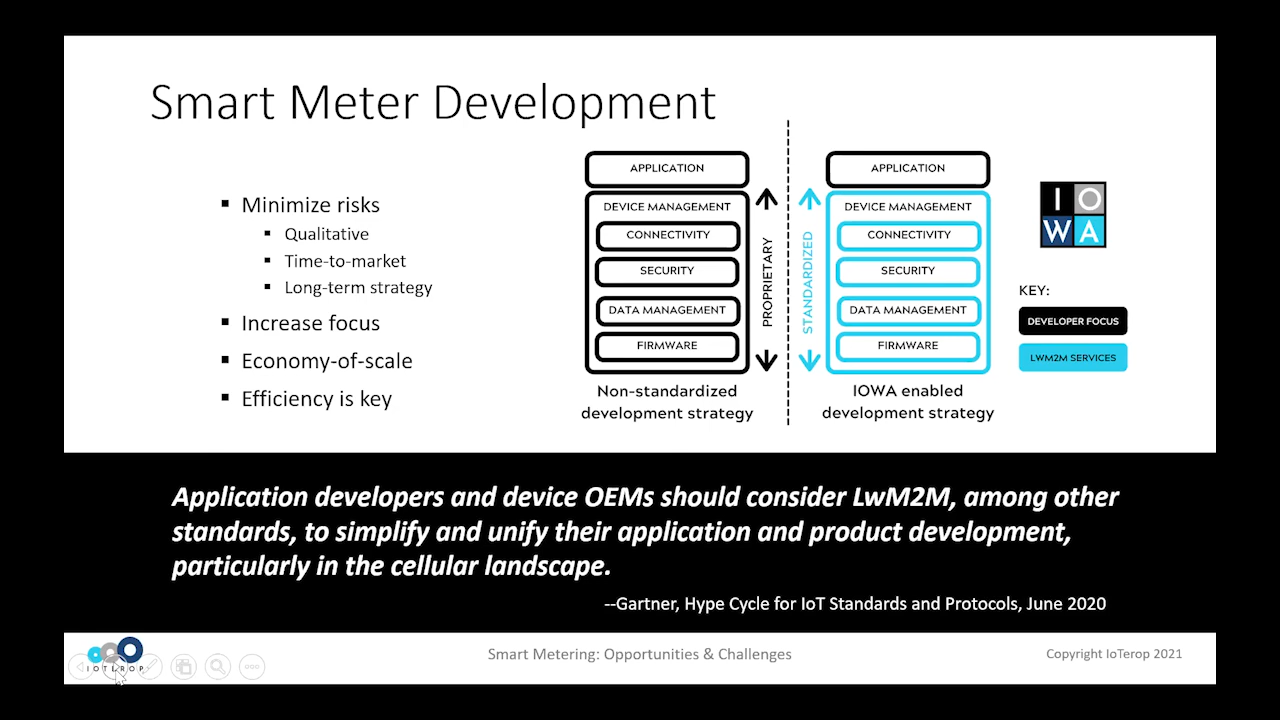 Smart Meter Development
▪ Minimize risks
▪ Qualitative
▪ Time-to-market
▪ Long-term strategy
▪ Increase focus
▪ Economy-of-scale
▪ Efficiency is key
APPLICATION
DEVICE MANAGEMENT
CONNECTIVITY
SECURITY
DATA MANAGEMENT
FIRMWARE
PROPRIETARY
Non-standardized
development strategy
STANDARDIZED
APPLICATION
DEVICE MANAGEMENT
CONNECTIVITY
SECURITY
DATA MANAGEMENT
FIRMWARE
IOWA enabled
development strategy
IO
WA
KEY:
DEVELOPER FOCUS
LWM2M SERVICES
Application developers and device OEMs should consider LwM2M, among other
standards, to simplify and unify their application and product development,
particularly in the cellular landscape.
--Gartner, Hype Cycle for IoT Standards and Protocols, June 2020
IOTEROP
Smart Metering: Opportunities & Challenges
Copyright IoTerop 2021